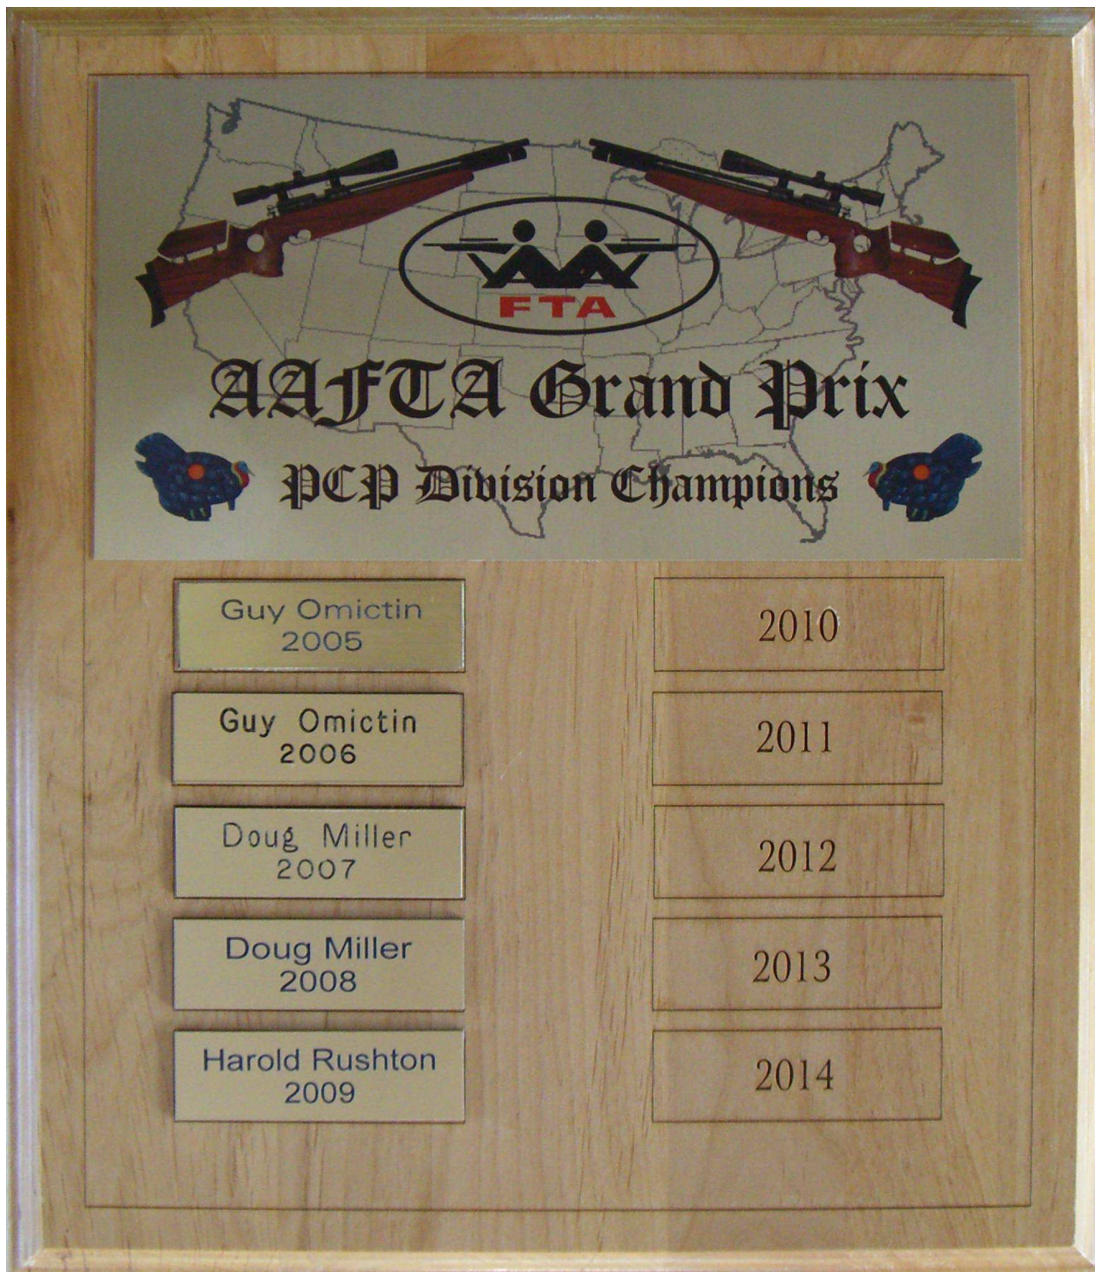 FTA
AAFTA Grand Prix
PCP Division Champions
Guy Omictin
2005
Guy Omictin
2006
Doug Miller
2007
Doug Miller
2008
Harold Rushton
2009
2010
2011
2012
2013
2014